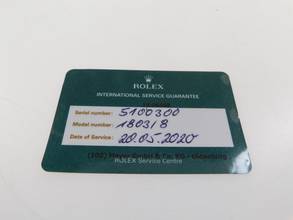 ROLEX
INTERNATIONAL SERVICE GUARANTEE
Serial number: 5100300
Model number: 18031/8
Date of Service: 20.05.2020
ROLEX Service Centre